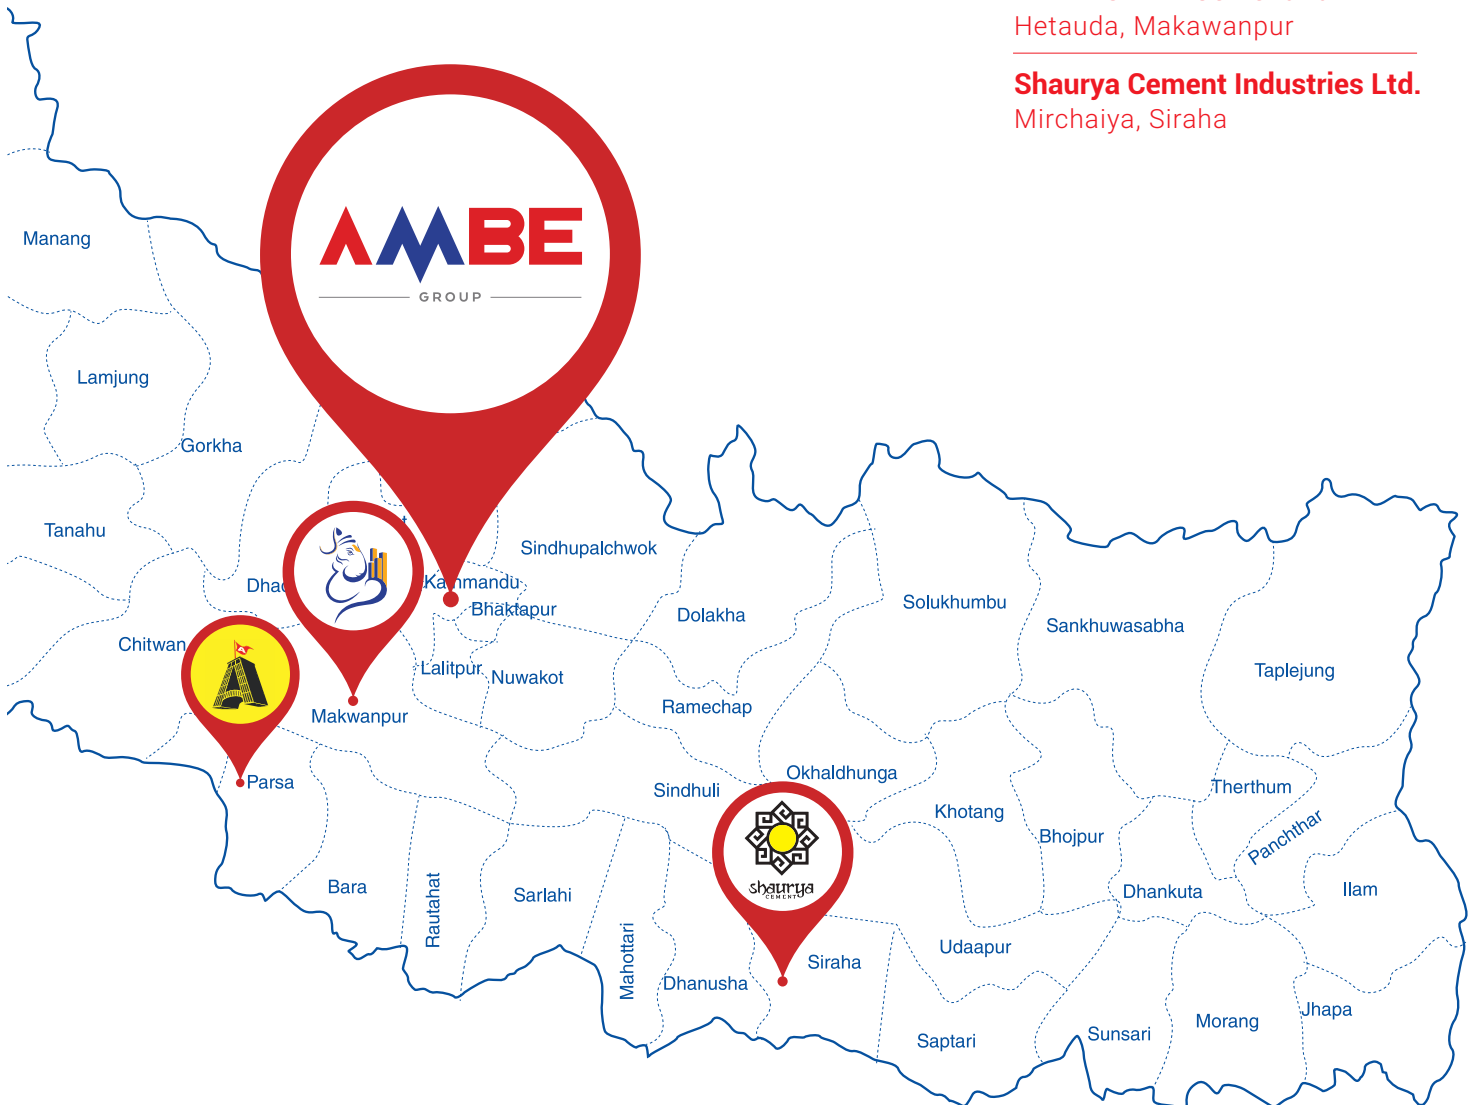 Hetauda, Makawanpur
Shaurya Cement Industries Ltd.
Mirchaiya, Siraha
Manang
AMBE
GROUP
Lamjung
Gorkha
Tanahu
Sindhupalchwok
Kathmandu
Bhaktapur
Dolakha
Solukhumbu
Sankhuwasabha
Chitwan
A
Lalitpur
Nuwakot
Taplejung
Makwanpur
Ramechap
Parsa
Sindhuli
Okhaldhunga
Therthum
Khotang
Bhojpur
Panchthar
shaurya
CEMENT
Bara
Rautahat
Sarlahi
Dhankuta
Ilam
Mahottari
Dhanusha
Siraha
Udaapur
Saptari
Sunsari
Morang
Jhapa